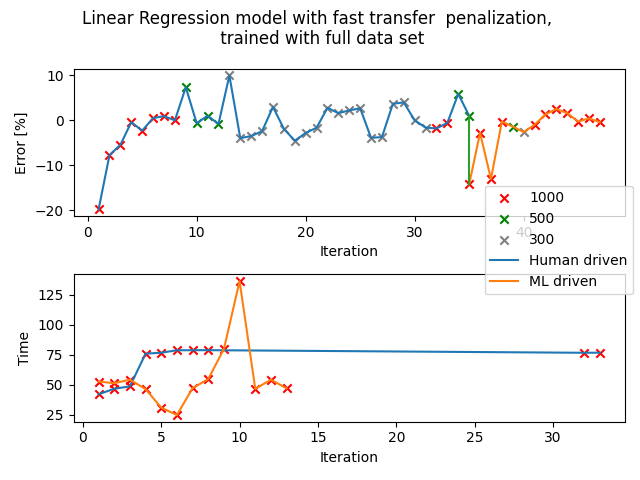 Linear Regression model with fast transfer  penalization,
trained with full data set
10
0
−10
−20
Error [%]
0 10 20 30 40
Iteration
1000
500
300
Human driven
ML driven
125
100
75
50
25
Time
0 5 10 15 20 25 30
Iteration